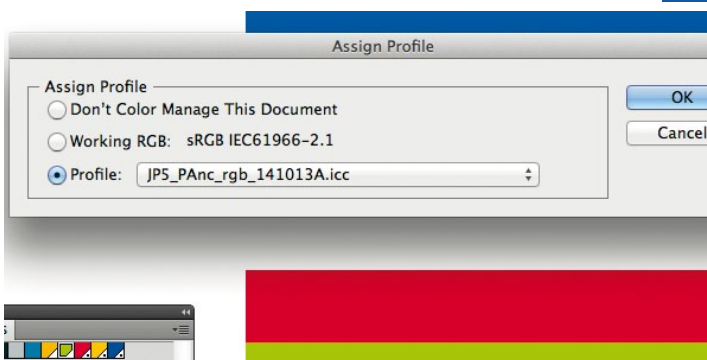 Assign Profile
Assign Profile
Don't Color Manage This Document
Working RGB: sRGB IEC61966-2.1
Profile: JP5_PAnc_rgb_141013A.icc
OK
Cancel